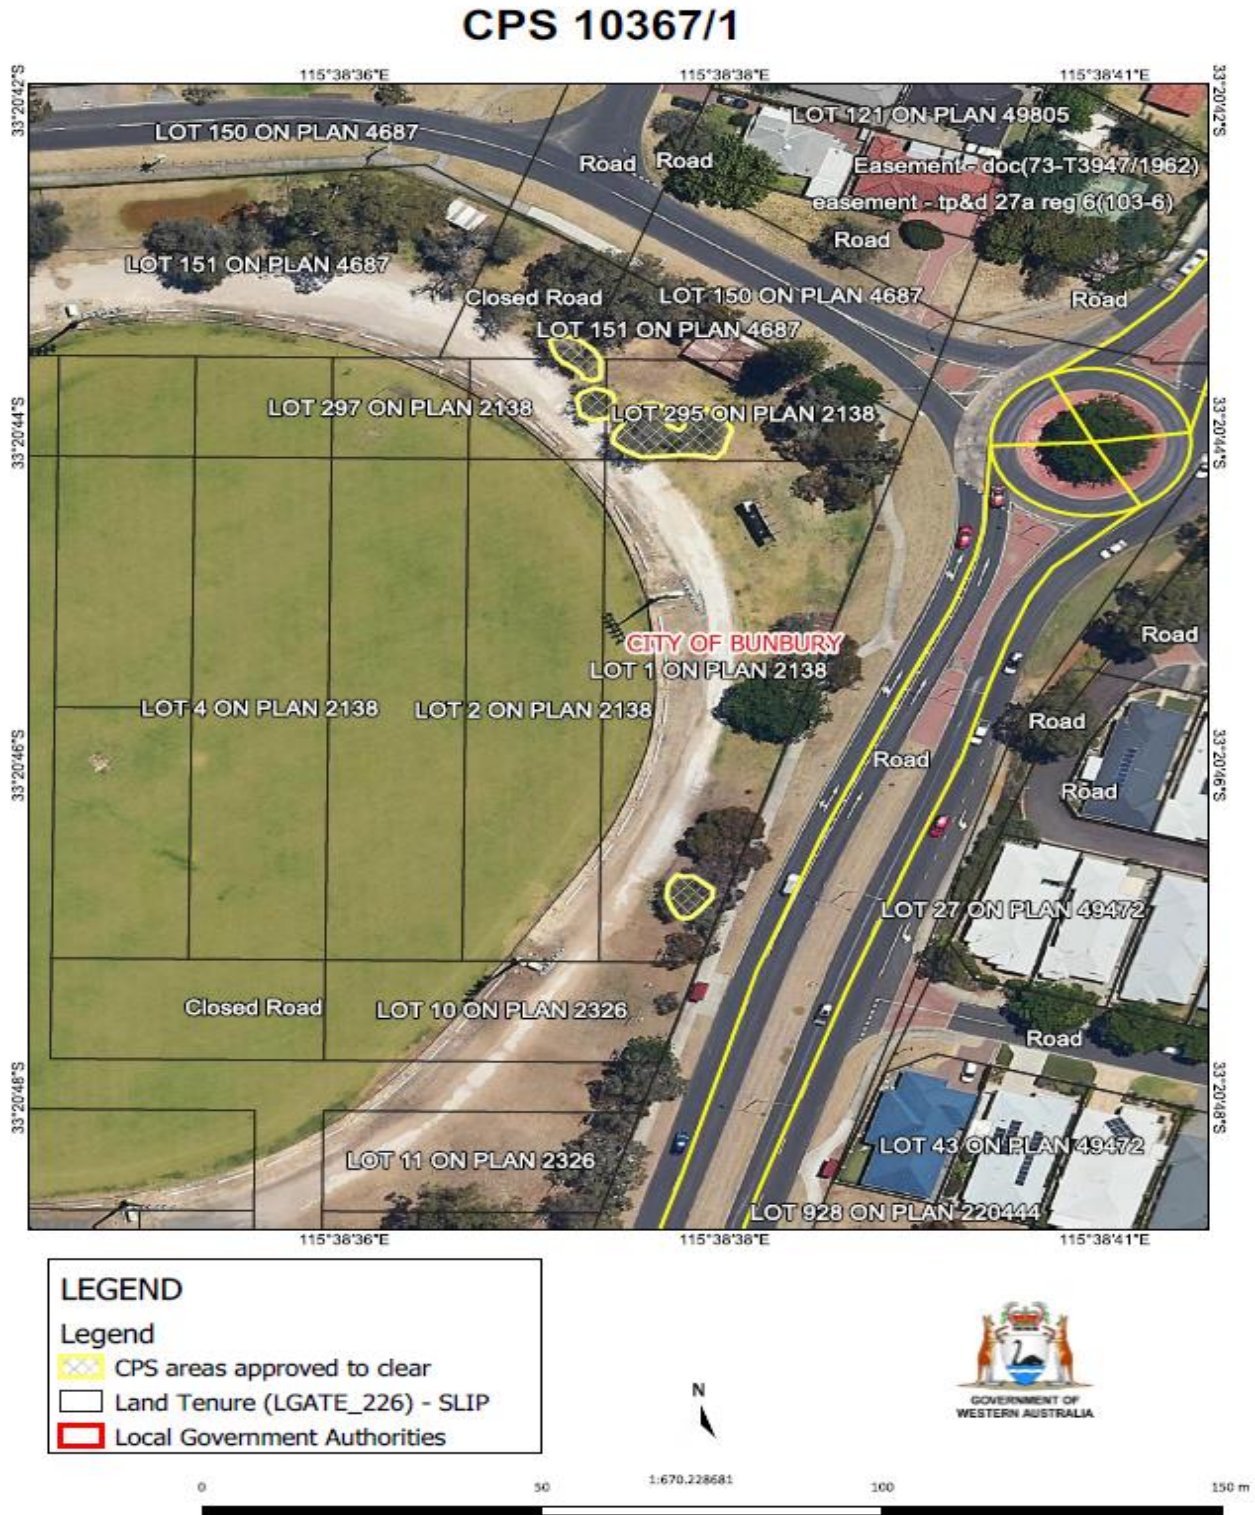 CPS 10367/1
115°38'36"E
115°38'38"E
115°38'41"E
33°20'42"S
33°20'42"S
LOT 121 ON PLAN 49805
LOT 150 ON PLAN 4687
Road
Road
Easement - doc(73-T3947/1962)
easement - tp&d 27a reg 6(103-6)
Road
LOT 151 ON PLAN 4687
Closed Road
LOT 150 ON PLAN 4687
Road
LOT 151 ON PLAN 4687
LOT 297 ON PLAN 2138
LOT 295 ON PLAN 2138
33°20'44"S
33°20'44"S
Road
CITY OF BUNBURY
LOT 1 ON PLAN 2138
LOT 4 ON PLAN 2138
LOT 2 ON PLAN 2138
Road
Road
33°20'46"S
33°20'46"S
Road
LOT 27 ON PLAN 49472
Closed Road
LOT 10 ON PLAN 2326
Road
33°20'48"S
33°20'48"S
LOT 43 ON PLAN 49472
LOT 11 ON PLAN 2326
LOT 928 ON PLAN 220444
115°38'36"E
115°38'38"E
115°38'41"E
LEGEND
Legend
CPS areas approved to clear
Land Tenure (LGATE_226) - SLIP
Local Government Authorities
N
GOVERNMENT OF
WESTERN AUSTRALIA
1:670.228681
0
50
100
150 m